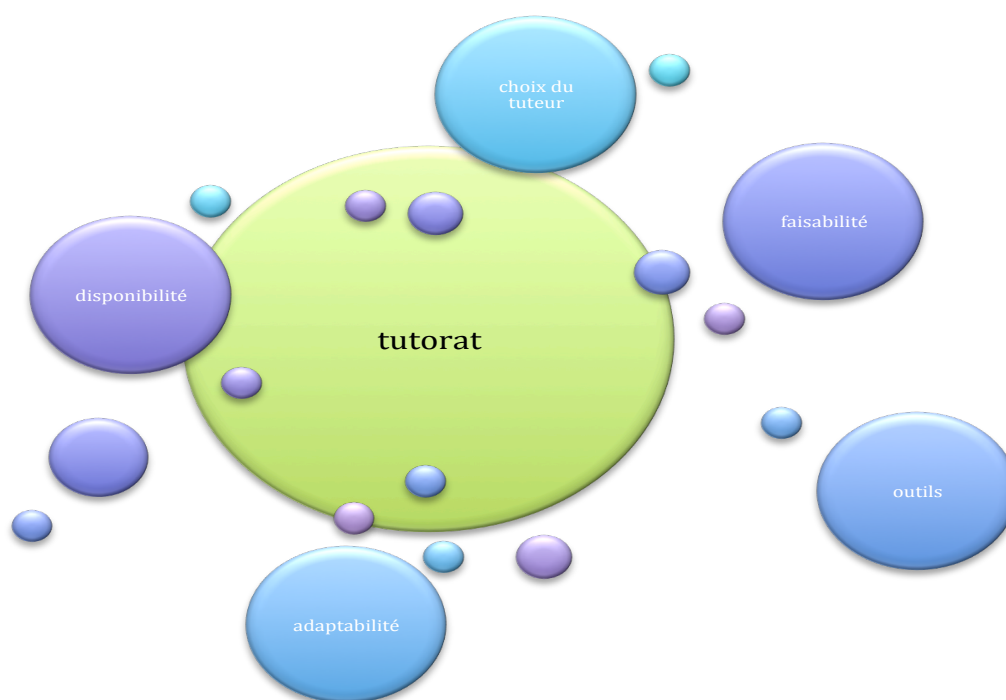 choix du
tuteur
faisabilité
disponibilité
tutorat
outils
adaptabilité